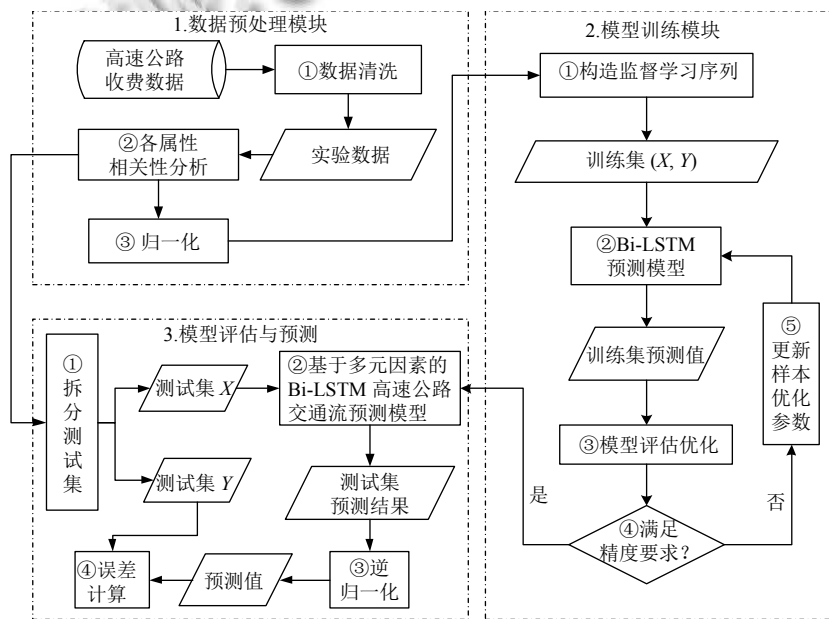 1.数据预处理模块
高速公路
收费数据
①数据清洗
②各属性
相关性分析
实验数据
③ 归一化
2.模型训练模块
①构造监督学习序列
训练集 (X, Y)
②Bi-LSTM
预测模型
训练集预测值
③模型评估优化
④满足
精度要求?
是
否
⑤
更新
样本
优化
参数
3.模型评估与预测
①
拆
分
测
试
集
测试集 X
测试集 Y
②基于多元因素的
Bi-LSTM 高速公路
交通流预测模型
测试集
预测结果
③逆
归一化
预测值
④误差
计算